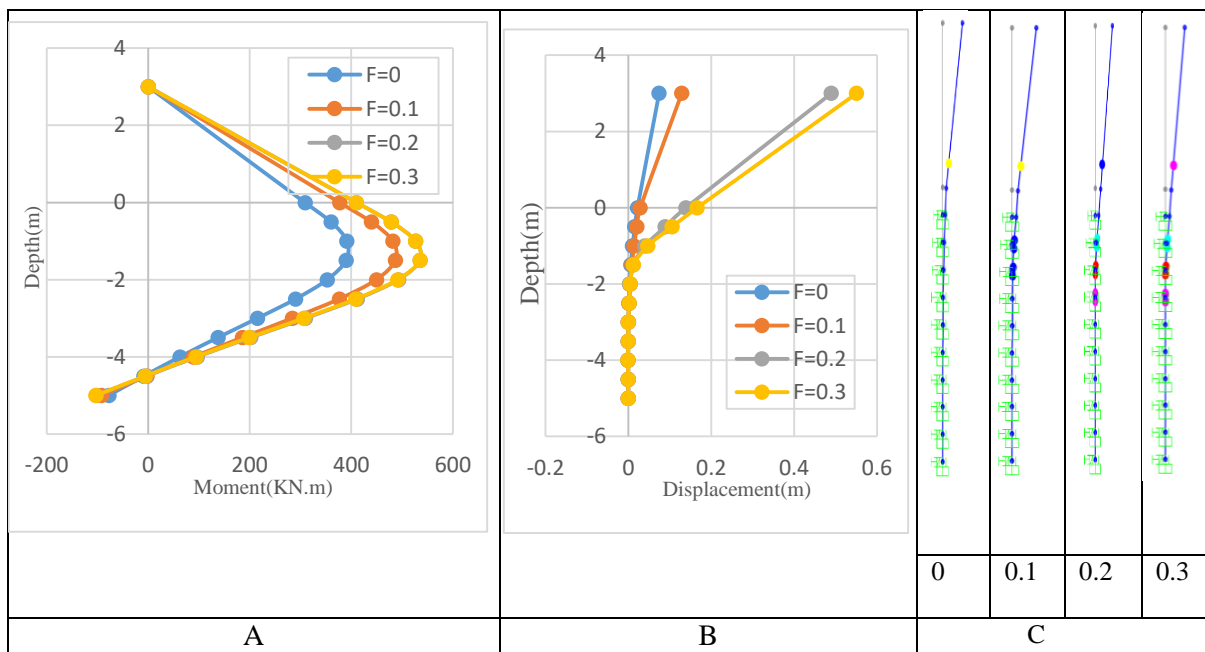 4
2
0
-2
-4
-6
-200
0
200
400
600
Depth(m)
Moment(KN.m)
F=0
F=0.1
F=0.2
F=0.3
4
2
0
-2
-4
-6
-0.2
0
0.2
0.4
0.6
Depth(m)
Displacement(m)
F=0
F=0.1
F=0.2
F=0.3
0
0.1
0.2
0.3
A
B
C